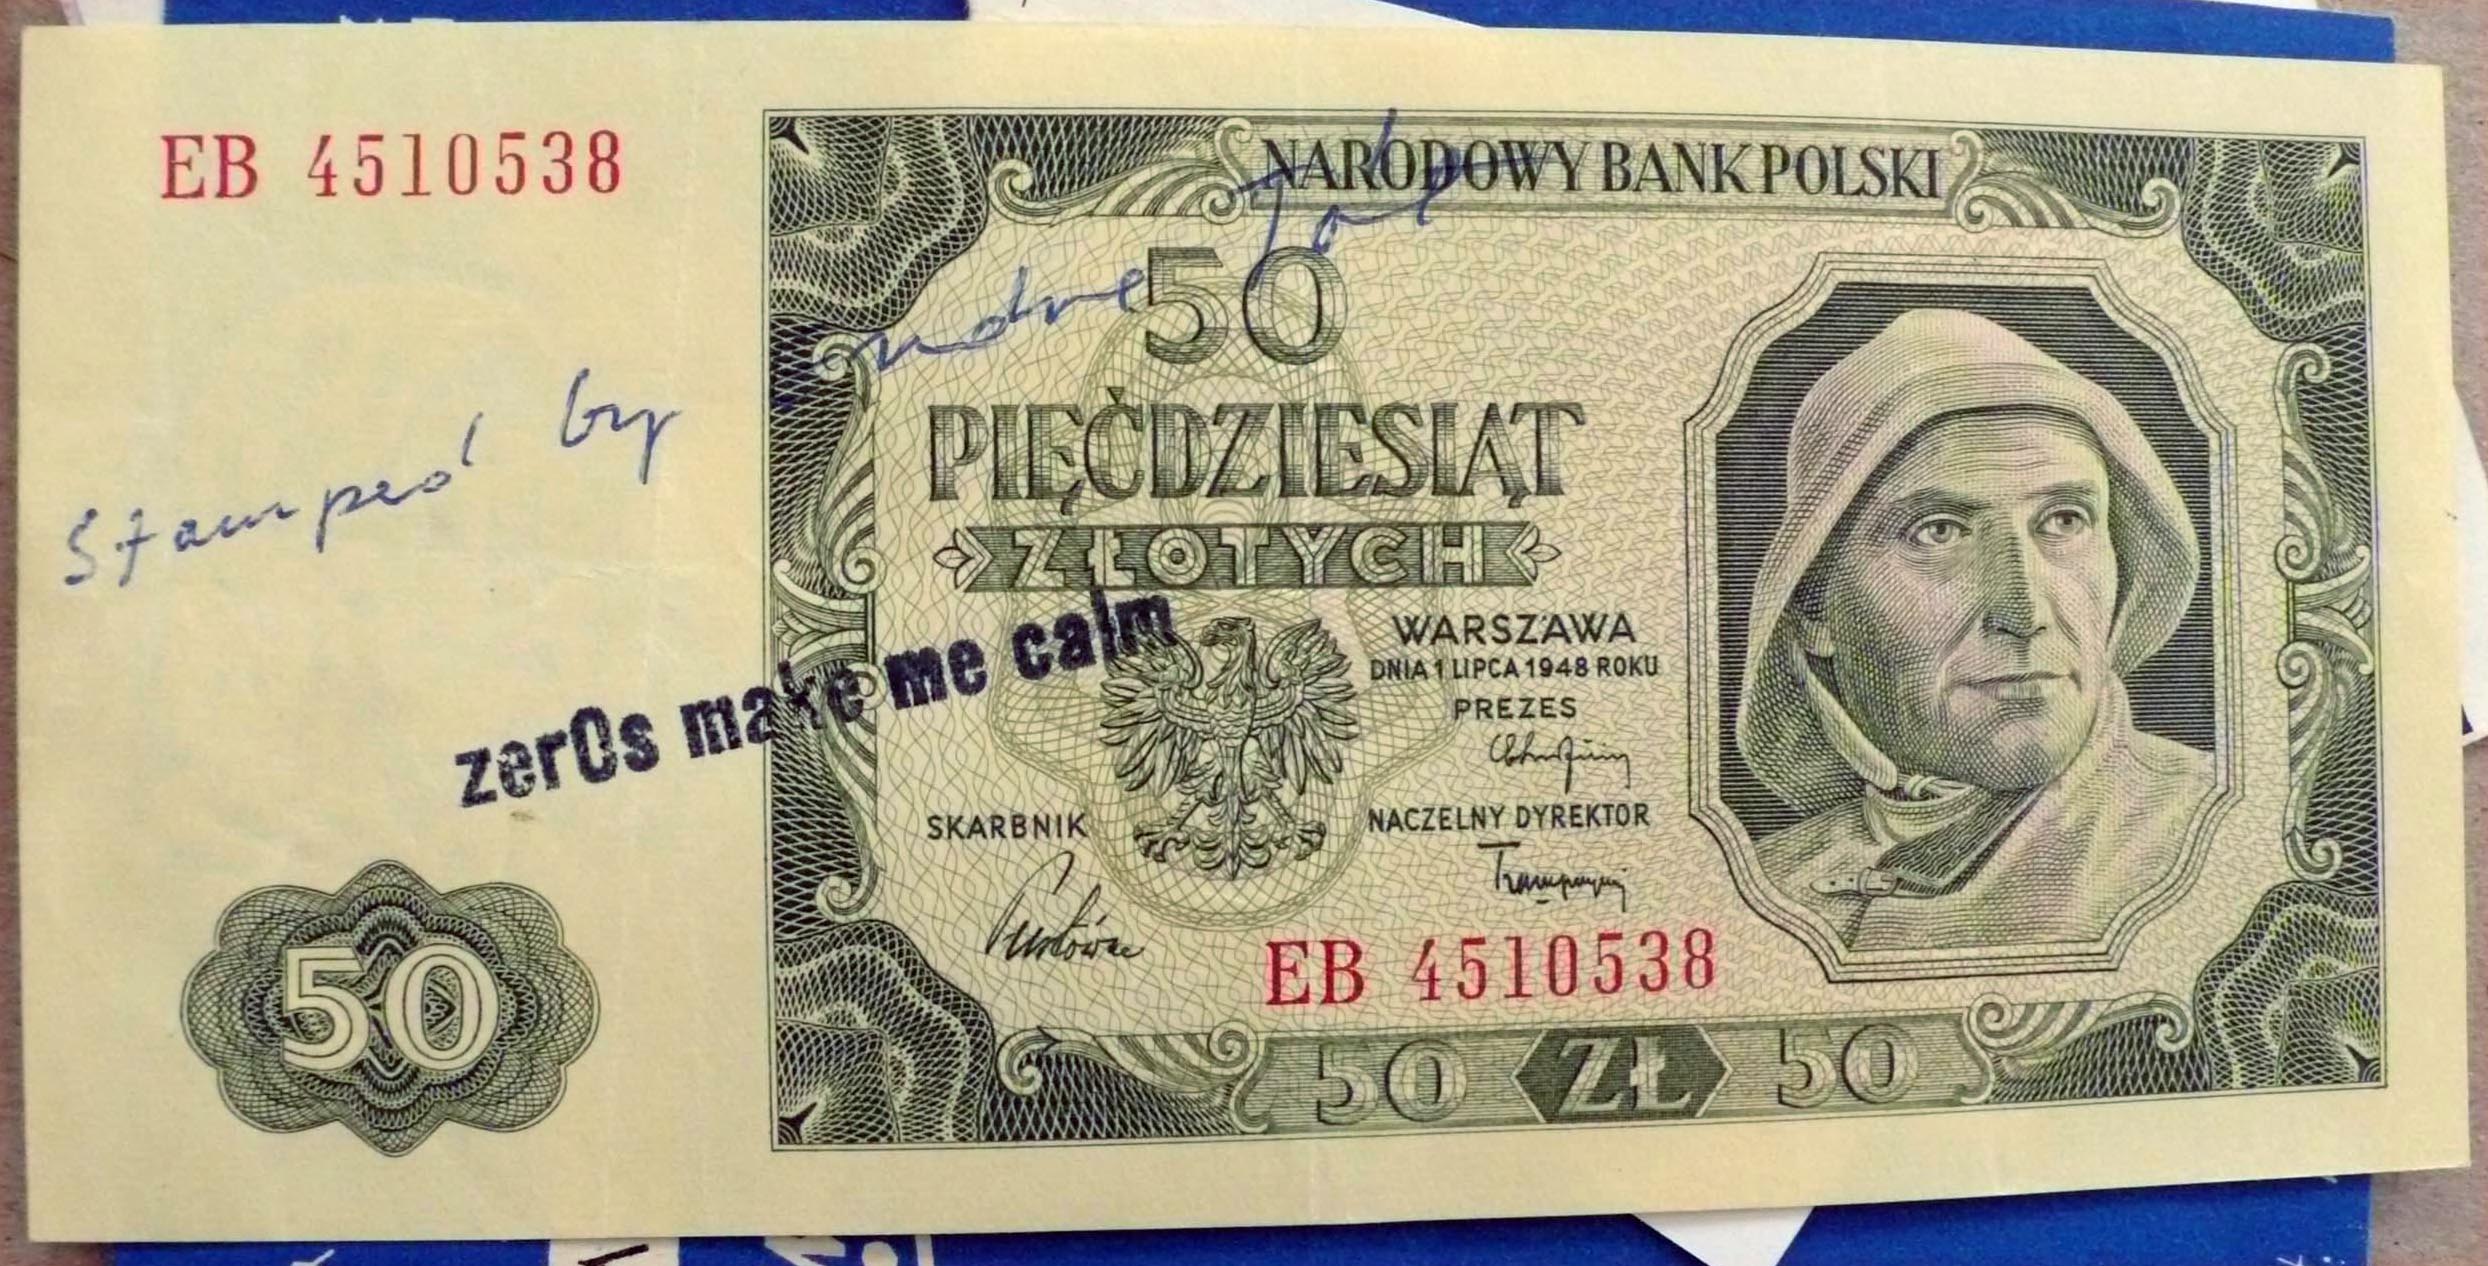 EB 4510538
NARODOWY BANK POLSKI
50
PIĘĆDZIESIĄT
ZŁOTYCH
Stamped by
zer0s make me calm
WARSZAWA
DNIA 1 LIPCA 1948 ROKU
PREZES
SKARBNIK
NACZELNY DYREKTOR
EB 4510538
50
50 ZŁ 50